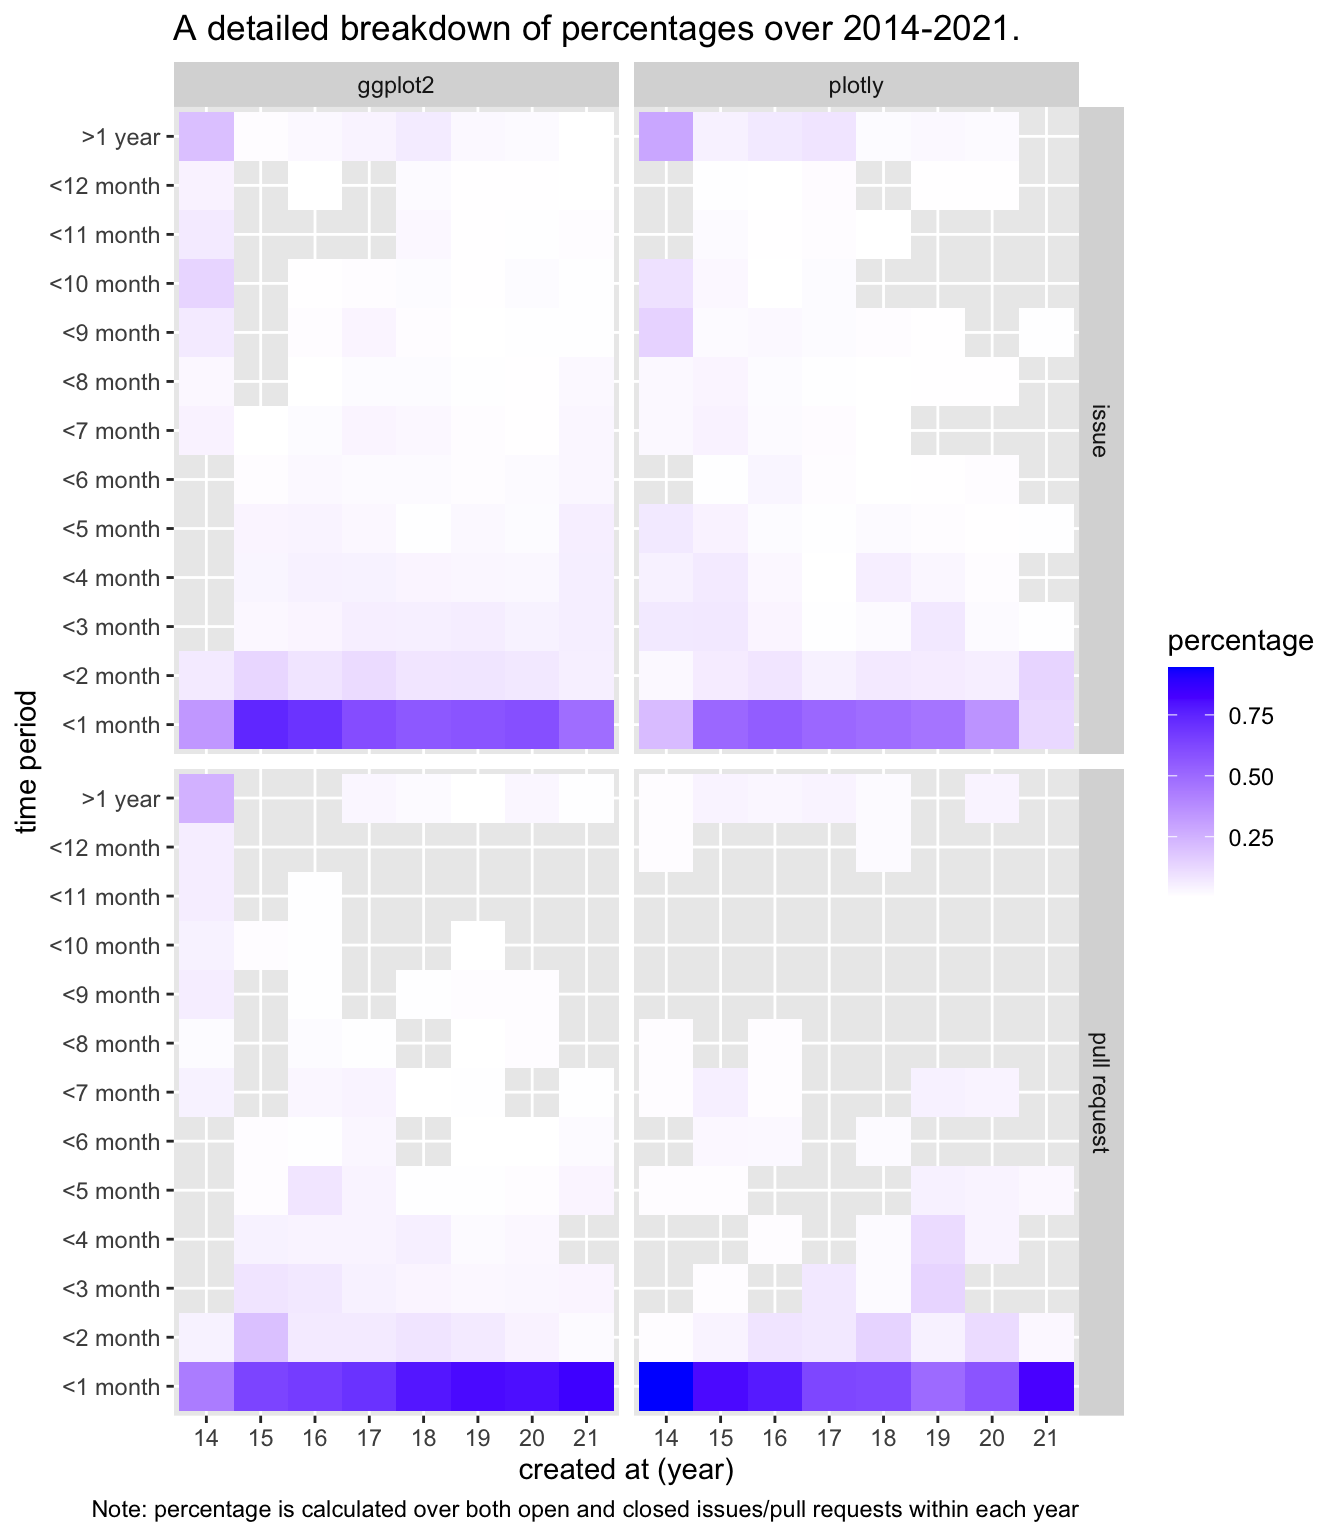 A detailed breakdown of percentages over 2014-2021.
ggplot2
plotly
>1 year
<12 month
<11 month
<10 month
<9 month
<8 month
<7 month
<6 month
<5 month
<4 month
<3 month
<2 month
<1 month
issue
time period
>1 year
<12 month
<11 month
<10 month
<9 month
<8 month
<7 month
<6 month
<5 month
<4 month
<3 month
<2 month
<1 month
pull request
percentage
0.75
0.50
0.25
14 15 16 17 18 19 20 21
14 15 16 17 18 19 20 21
created at (year)
Note: percentage is calculated over both open and closed issues/pull requests within each year